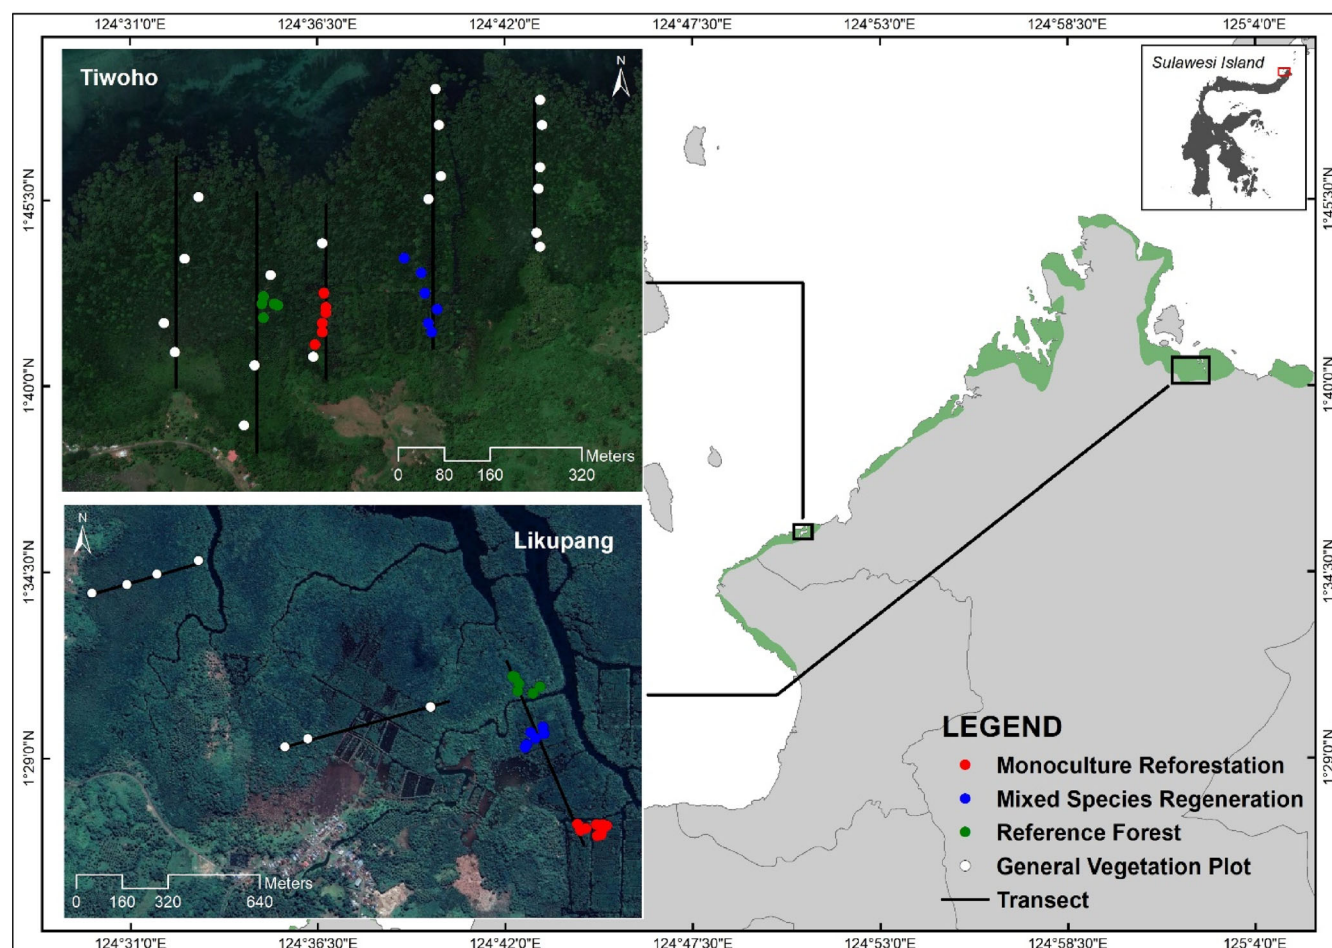 124°31'0"E 124°36'30"E 124°42'0"E 124°47'30"E 124°53'0"E 124°58'30"E 125°4'0"E
Tiwoho
N
Sulawesi Island
1°45'30"N
1°45'30"N
1°40'0"N
1°40'0"N
Meters
0 80 160 320
N
Likupang
1°34'30"N
1°34'30"N
1°29'0"N
1°29'0"N
Meters
0 160 320 640
LEGEND
Monoculture Reforestation
Mixed Species Regeneration
Reference Forest
General Vegetation Plot
Transect
124°31'0"E 124°36'30"E 124°42'0"E 124°47'30"E 124°53'0"E 124°58'30"E 125°4'0"E